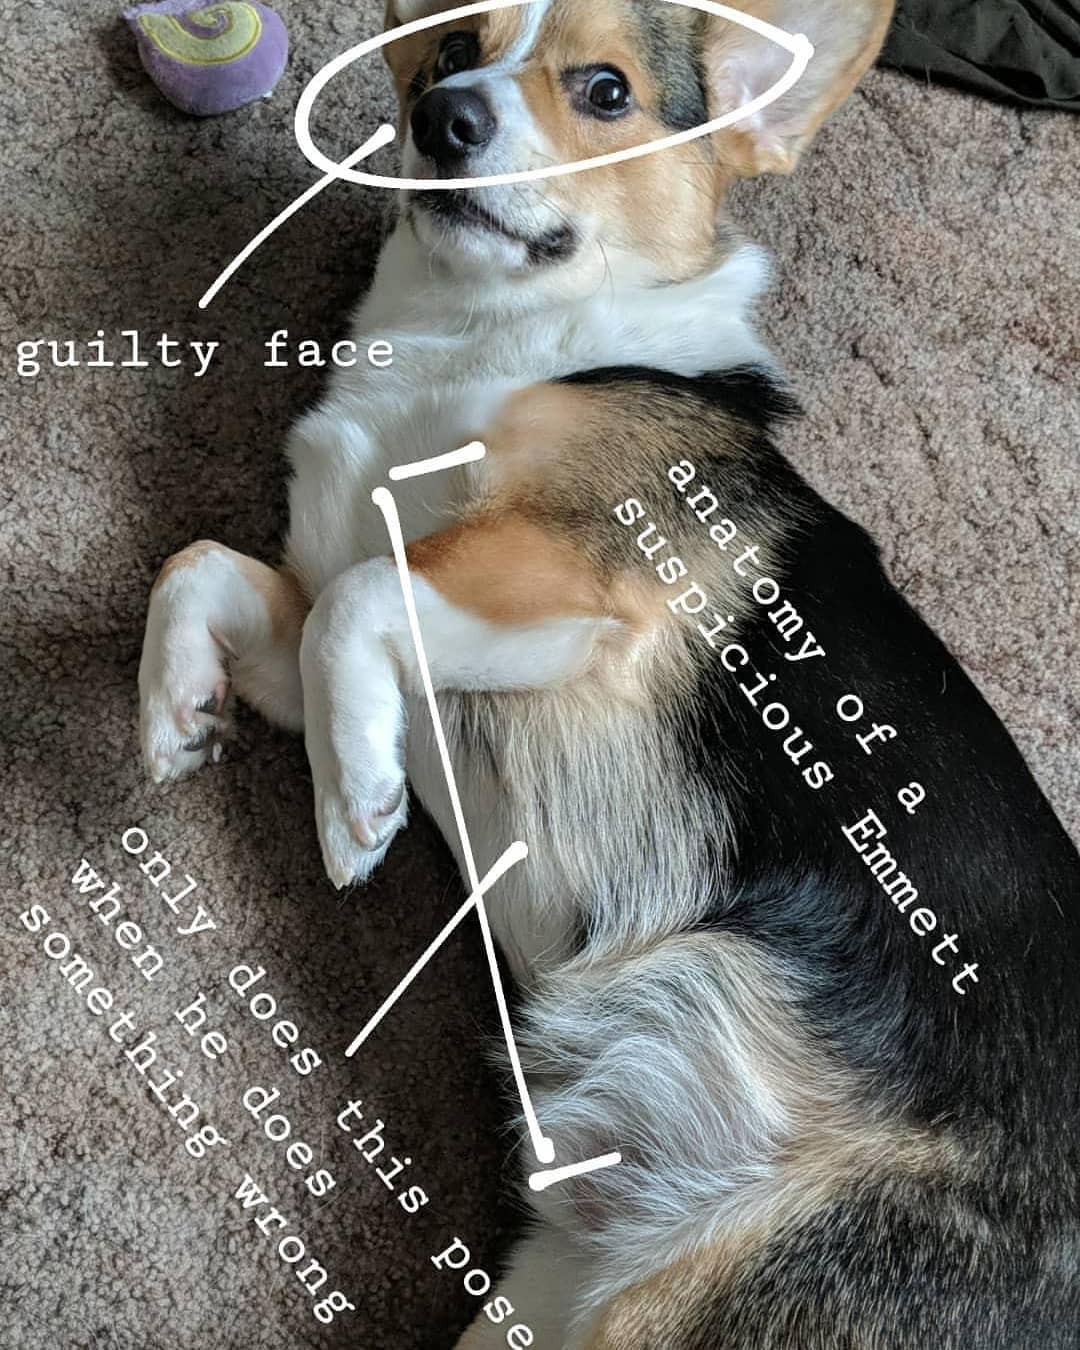 guilty face
anatomy of a
suspicious Emmett
only does this pose
when he does
something wrong